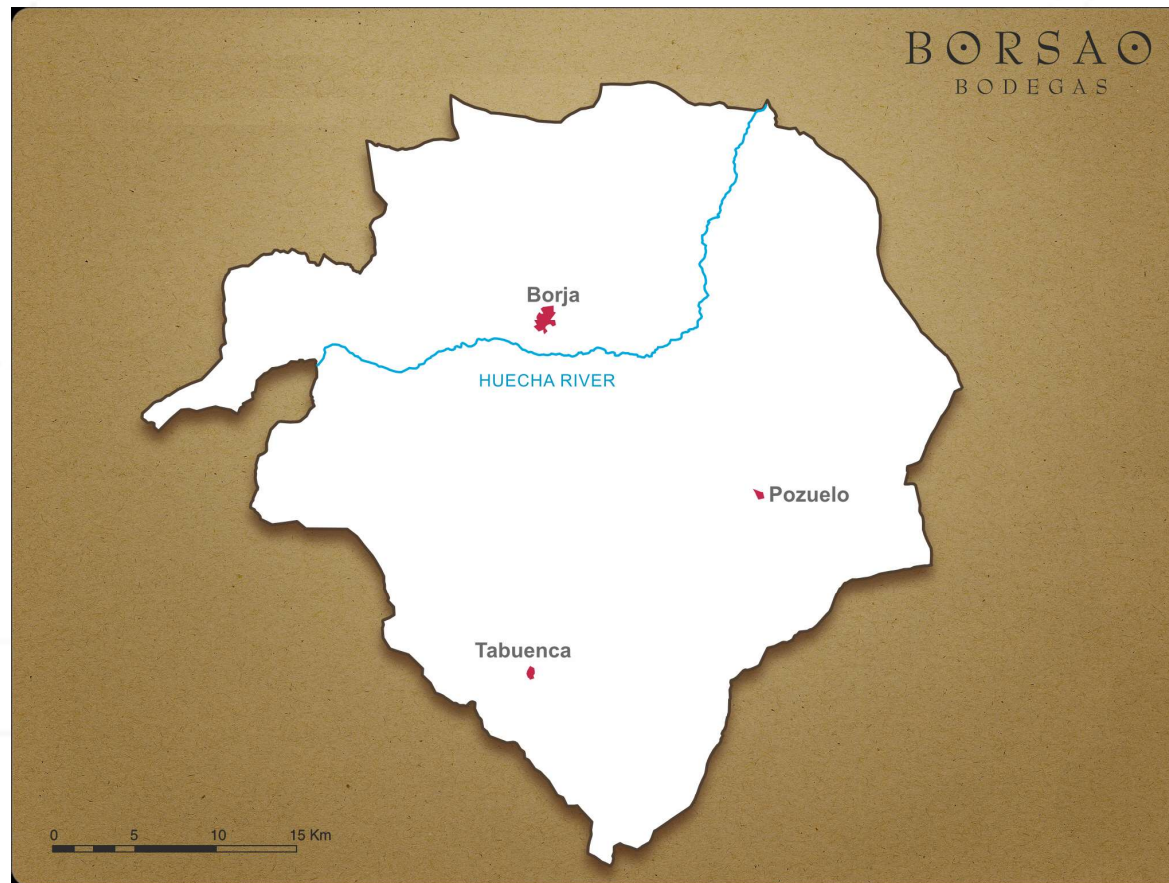 BORSAO
BODEGAS
Borja
HUECHA RIVER
Pozuelo
Tabuenca
0 5 10 15 Km